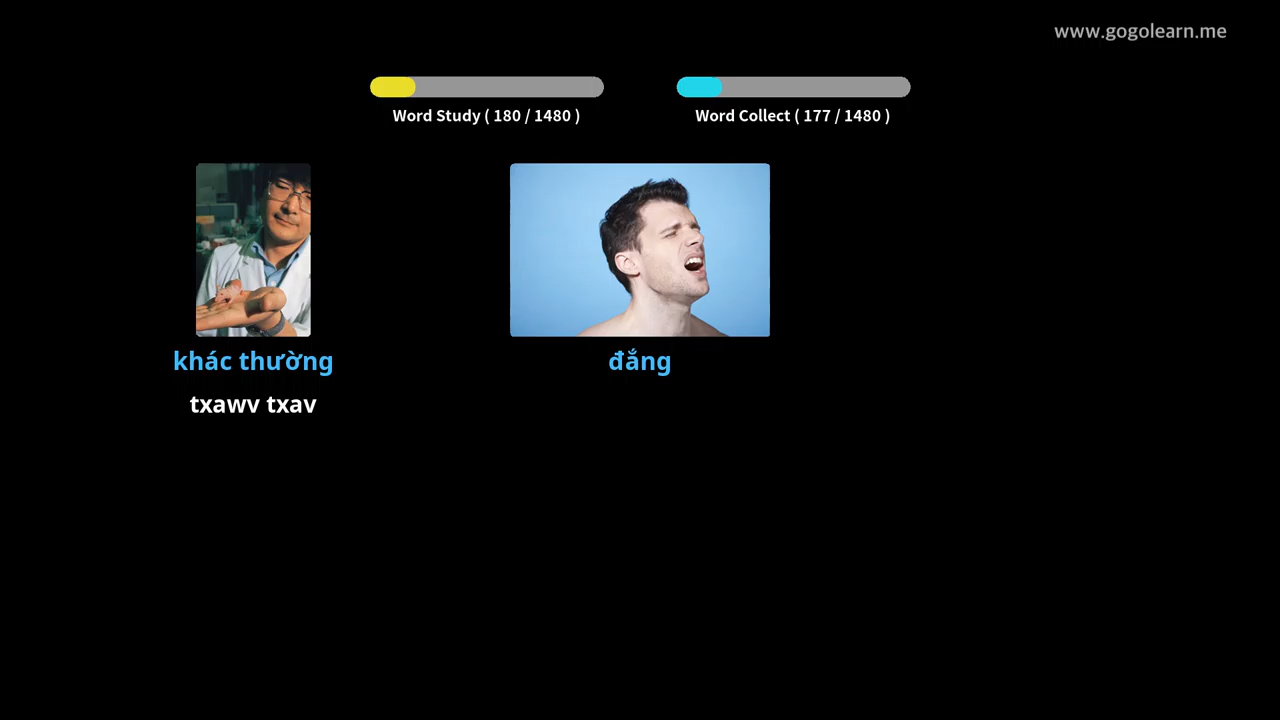 www.gogolearn.me
Word Study ( 180 / 1480 )
Word Collect ( 177 / 1480 )
khác thường
đắng
txawv txav